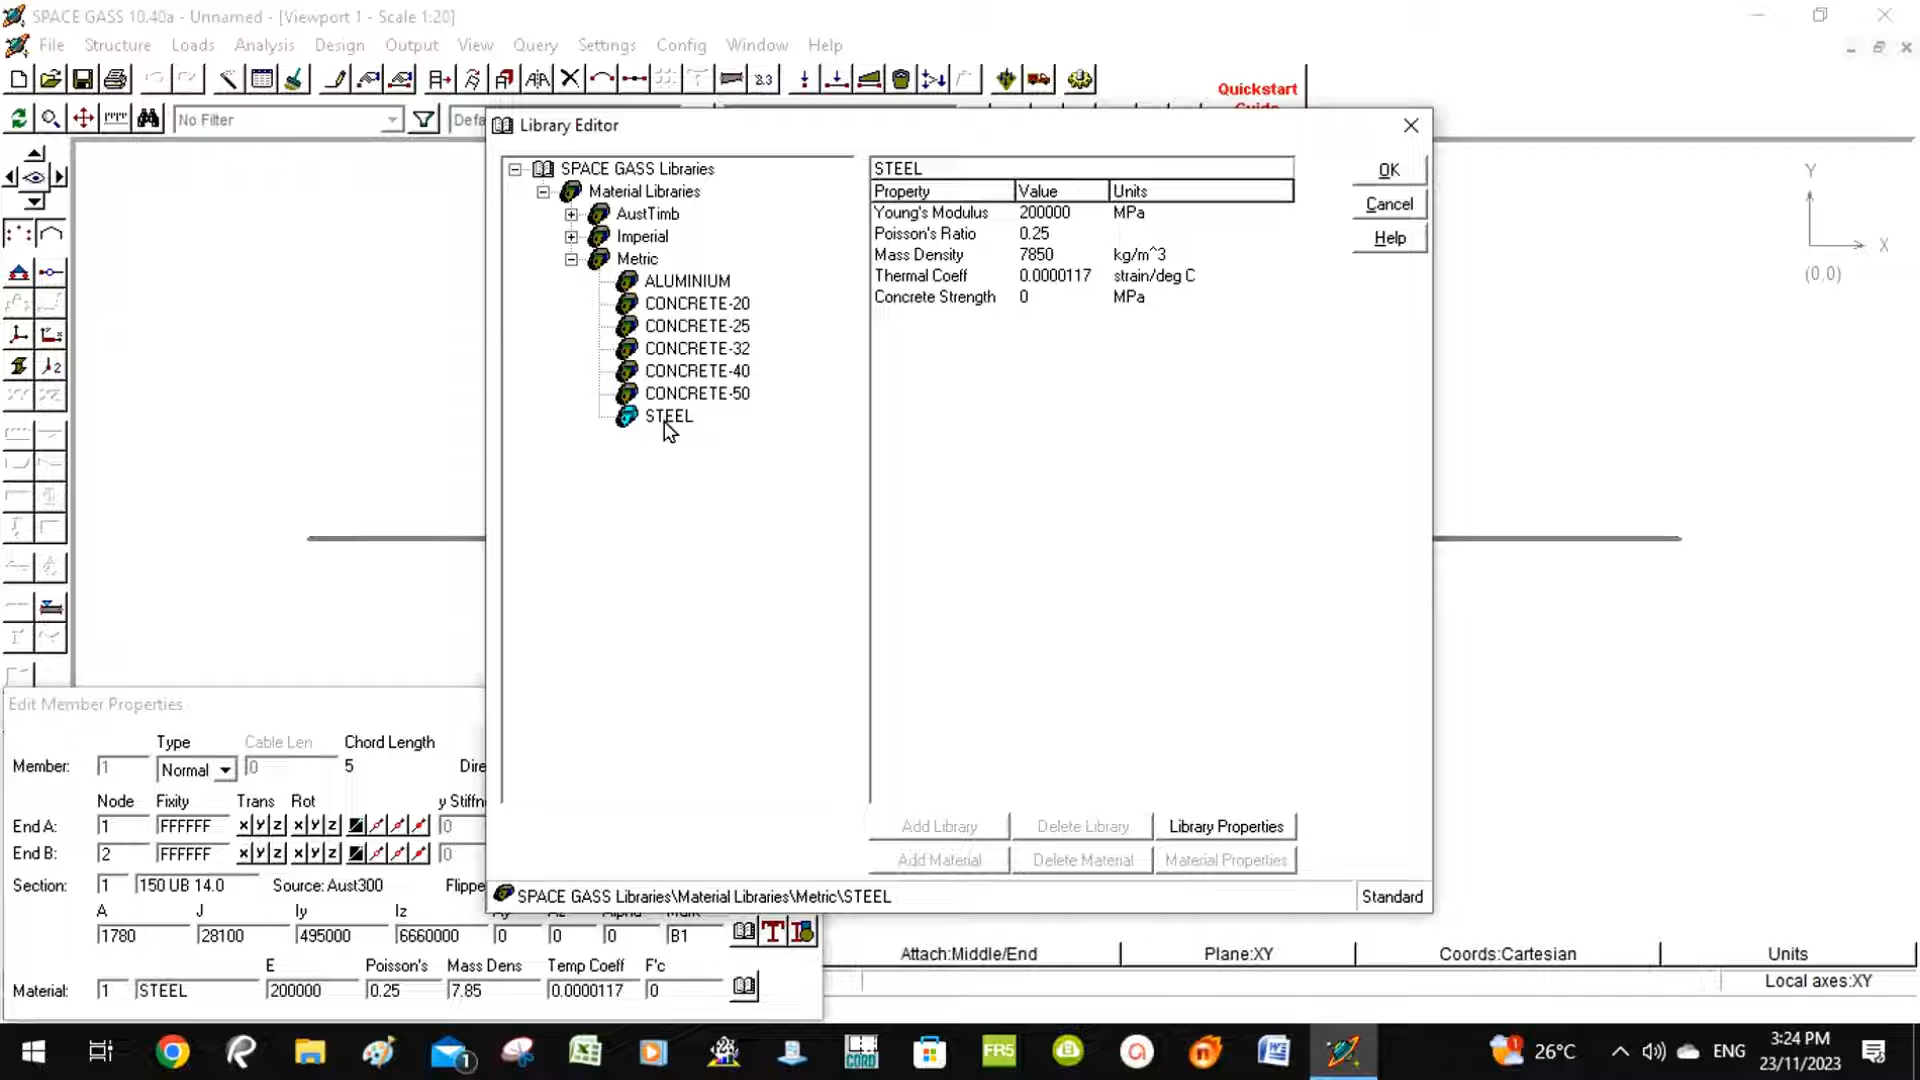 SPACE GASS 10.40a - Unnamed - [Viewport 1 - Scale 1:20]
File Structure Loads Analysis Design Output View Query Settings Config Window Help
2.3
Quickstart
No Filter
Library Editor
SPACE GASS Libraries
Material Libraries
AustTimb
Imperial
Metric
ALUMINIUM
CONCRETE-20
CONCRETE-25
CONCRETE-32
CONCRETE-40
CONCRETE-50
STEEL
STEEL
Property Value Units
Young's Modulus 200000 MPa
Poisson's Ratio 0.25
Mass Density 7850 kg/m^3
Thermal Coeff 0.0000117 strain/deg C
Concrete Strength 0 MPa
OK
Cancel
Help
Add Library Delete Library Library Properties
Add Material Delete Material Material Properties
SPACE GASS Libraries\Material Libraries\Metric\STEEL Standard
Y
X
(0,0)
Edit Member Properties
Type Cable Len Chord Length
Member: 1 Normal 0 5 Dire
Node Fixity Trans Rot y Stiffn
End A: 1 FFFFFF x y z x y z 0
End B: 2 FFFFFF x y z x y z 0
Section: 1 150 UB 14.0 Source: Aust300 Flippe
A J Iy Iz
1780 28100 495000 6660000 0 0 0 B1
E Poisson's Mass Dens Temp Coeff F'c
Material: 1 STEEL 200000 0.25 7.85 0.0000117 0
Attach:Middle/End Plane:XY Coords:Cartesian Units
Local axes:XY
1
FR5
CORD
1
26°C
ENG
3:24 PM
23/11/2023